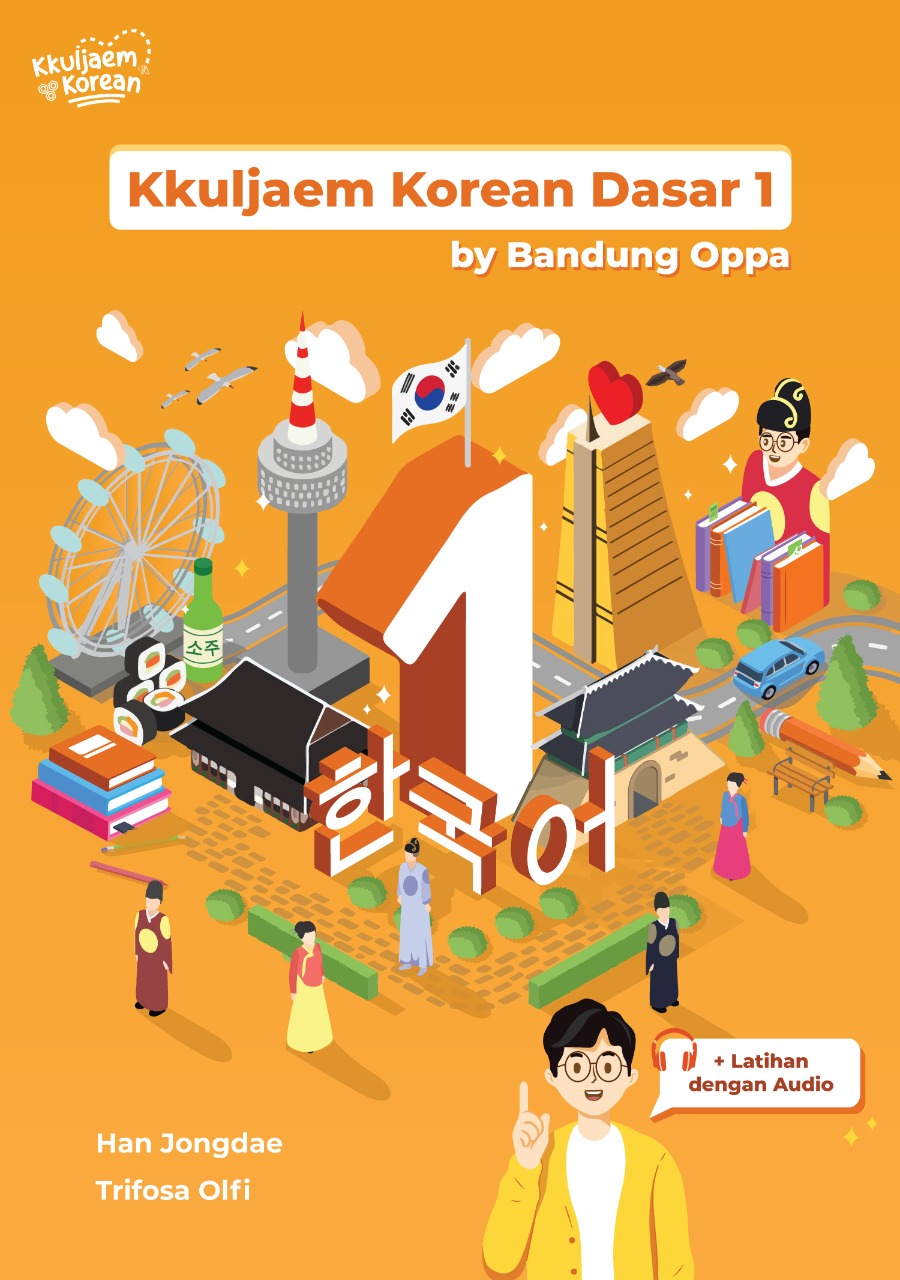 Kkuljaem
Korean
Kkuljaem Korean Dasar 1
by Bandung Oppa
1
소주
한국어
+ Latihan
dengan Audio
Han Jongdae
Trifosa Olfi